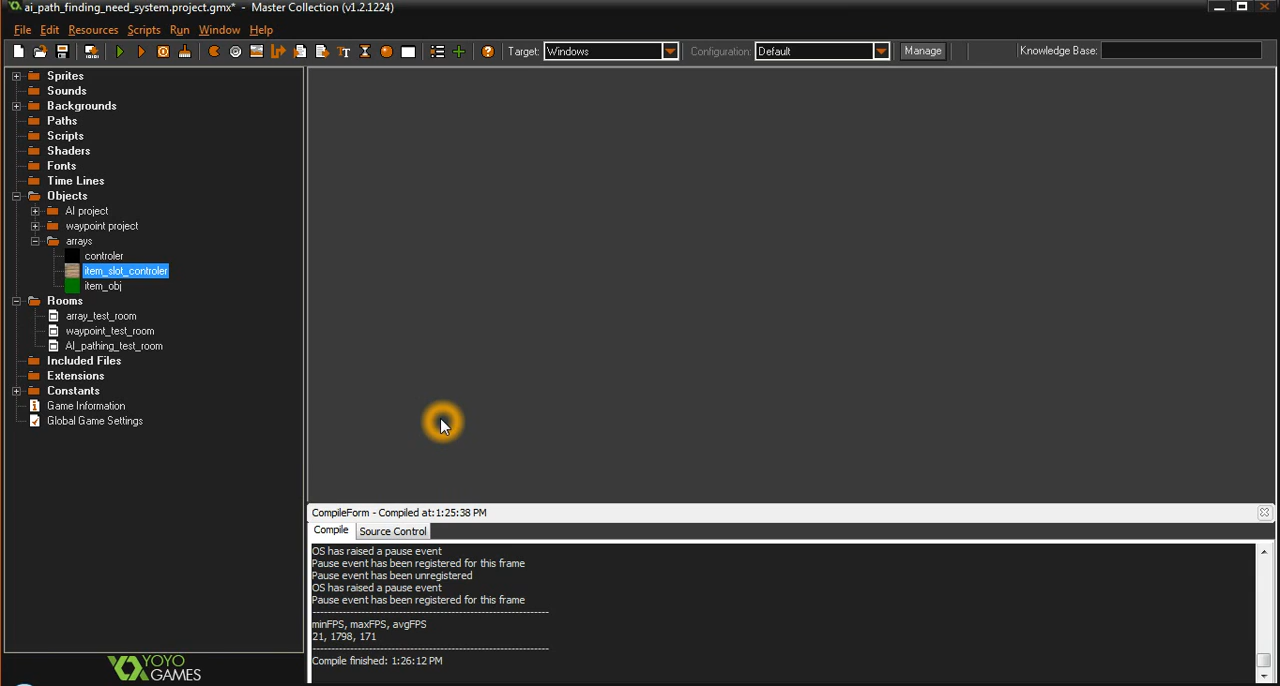 ai_path_finding_need_system.project.gmx* - Master Collection (v1.2.1224)
File Edit Resources Scripts Run Window Help
Target: Windows Configuration: Default Manage Knowledge Base:
Sprites
Sounds
Backgrounds
Paths
Scripts
Shaders
Fonts
Time Lines
Objects
AI project
waypoint project
arrays
controler
item_slot_controler
item_obj
Rooms
array_test_room
waypoint_test_room
AI_pathing_test_room
Included Files
Extensions
Constants
Game Information
Global Game Settings
YOYO
GAMES
CompileForm - Compiled at:1:25:38 PM
Compile Source Control
OS has raised a pause event
Pause event has been registered for this frame
Pause event has been unregistered
OS has raised a pause event
Pause event has been registered for this frame
minFPS, maxFPS, avgFPS
21, 1798, 171
Compile finished: 1:26:12 PM